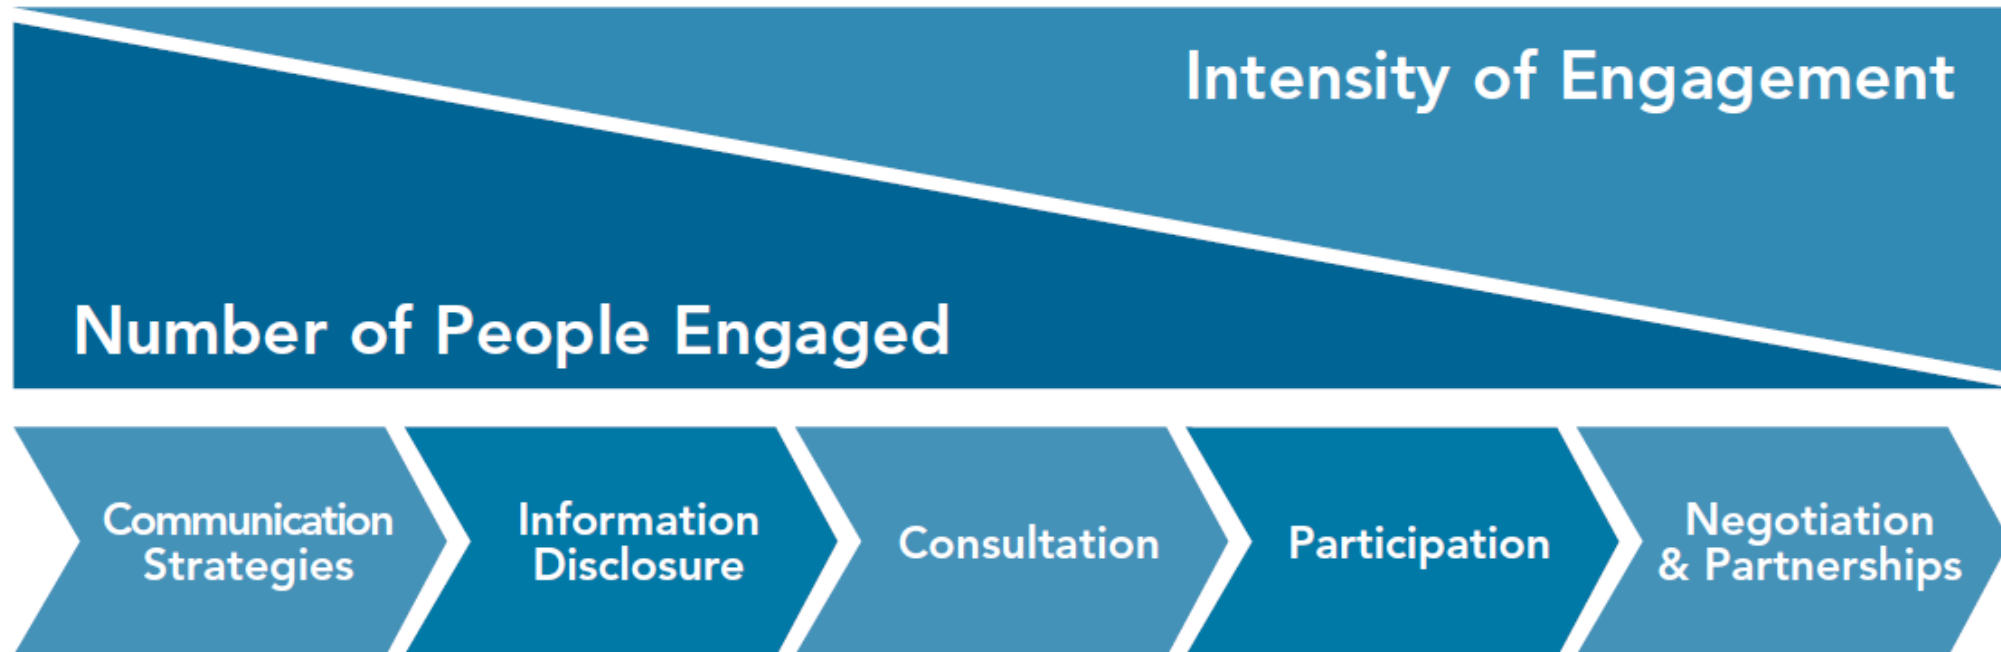 Intensity of Engagement
Number of People Engaged
Communication
Strategies
Information
Disclosure
Consultation
Participation
Negotiation
& Partnerships